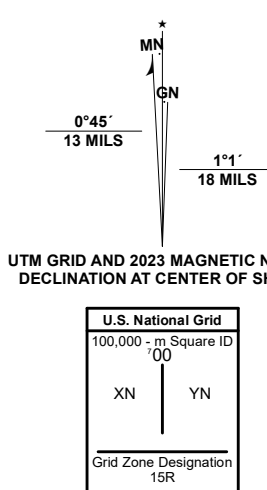 ★
MN
GN
0°45´
13 MILS
1°1´
18 MILS
UTM GRID AND 2023 MAGNETIC N
DECLINATION AT CENTER OF SH
U.S. National Grid
100,000 - m Square ID
⁷00
XN YN
Grid Zone Designation
15R